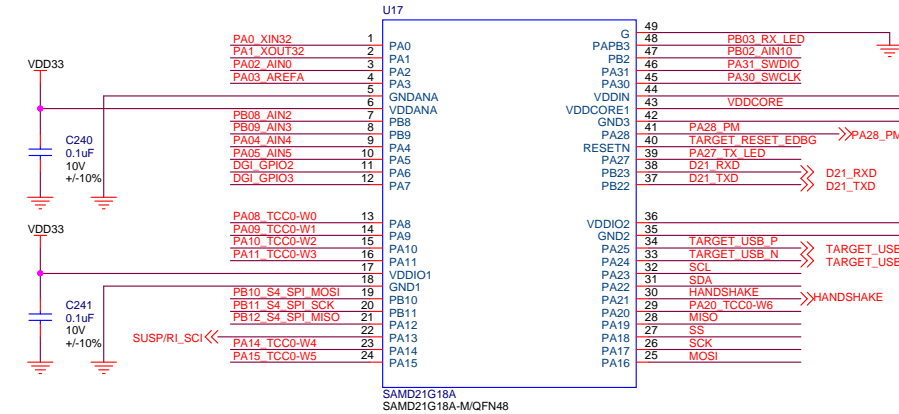 U17
PA0_XIN32 1 PA0
PA1_XOUT32 2 PA1
PA02_AIN0 3 PA2
PA03_AREFA 4 PA3
5 GNDANA
VDD33
6 VDDANA
PB08_AIN2 7 PB8
PB09_AIN3 8 PB9
PA04_AIN4 9 PA4
PA05_AIN5 10 PA5
DGI_GPIO2 11 PA6
DGI_GPIO3 12 PA7
C240
0.1uF
10V
+/-10%
PA08_TCC0-W0 13 PA8
PA09_TCC0-W1 14 PA9
PA10_TCC0-W2 15 PA10
PA11_TCC0-W3 16 PA11
VDD33
17 VDDIO1
18 GND1
PB10_S4_SPI_MOSI 19 PB10
PB11_S4_SPI_SCK 20 PB11
PB12_S4_SPI_MISO 21 PA12
SUSP/RI_SCI 22 PA13
PA14_TCC0-W4 23 PA14
PA15_TCC0-W5 24 PA15
C241
0.1uF
10V
+/-10%
G 49
PAPB3 48 PB03_RX_LED
PB2 47 PB02_AIN10
PA31 46 PA31_SWDIO
PA30 45 PA30_SWCLK
VDDIN 44
VDDCORE1 43 VDDCORE
GND3 42
PA28 41 PA28_PM PA28_PM
RESETN 40 TARGET_RESET_EDBG
PA27 39 PA27_TX_LED
PB23 38 D21_RXD D21_RXD
PB22 37 D21_TXD D21_TXD
VDDIO2 36
GND2 35
PA25 34 TARGET_USB_P TARGET_USB
PA24 33 TARGET_USB_N TARGET_USB
PA23 32 SCL
PA22 31 SDA
PA21 30 HANDSHAKE HANDSHAKE
PA20 29 PA20_TCC0-W6
PA19 28 MISO
PA18 27 SS
PA17 26 SCK
PA16 25 MOSI
SAMD21G18A
SAMD21G18A-M/QFN48